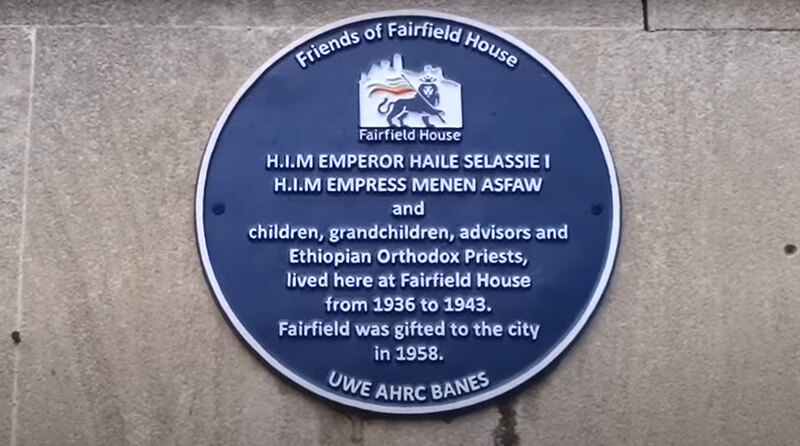 Friends of Fairfield House
Fairfield House
H.I.M EMPEROR HAILE SELASSIE I
H.I.M EMPRESS MENEN ASFAW
and
children, grandchildren, advisors and
Ethiopian Orthodox Priests,
lived here at Fairfield House
from 1936 to 1943.
Fairfield was gifted to the city
in 1958.
UWE AHRC BANES